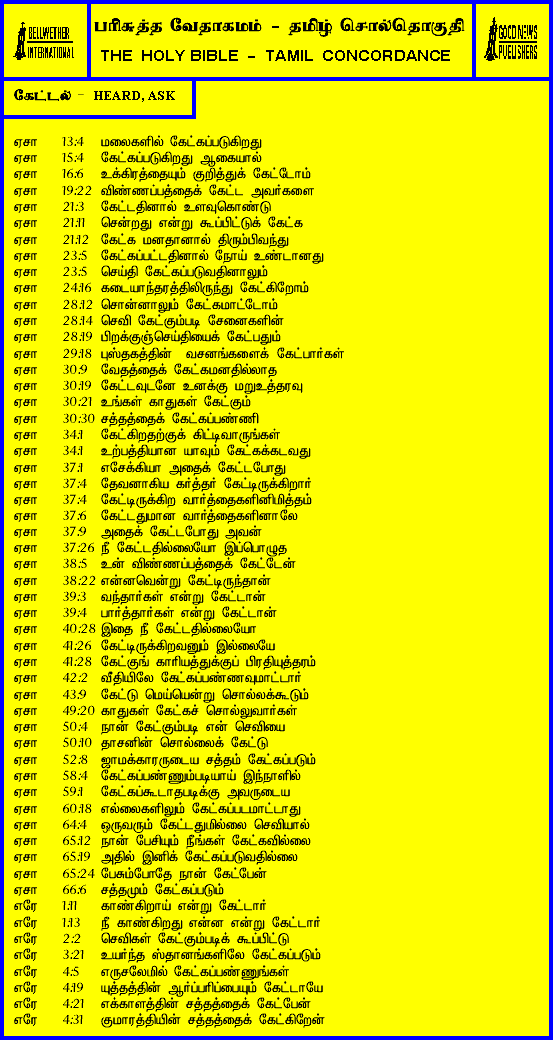 BELLWETHER
INTERNATIONAL
பரிசுத்த வேதாகமம் - தமிழ் சொல்தொகுதி
THE HOLY BIBLE - TAMIL CONCORDANCE
GOOD NEWS
PUBLISHERS
கேட்டல் - HEARD, ASK
ஏசா 13:4 மலைகளில் கேட்கப்படுகிறது
ஏசா 15:4 கேட்கப்படுகிறது ஆகையால்
ஏசா 16:6 உக்கிரத்தையும் குறித்துக் கேட்டோம்
ஏசா 19:22 விண்ணப்பத்தைக் கேட்ட அவர்களை
ஏசா 21:3 கேட்டதினால் உளவுகொண்டு
ஏசா 21:11 சென்றது என்று கூப்பிட்டுக் கேட்க
ஏசா 21:12 கேட்க மனதானால் திரும்பிவந்து
ஏசா 23:5 கேட்கப்பட்டதினால் நோய் உண்டானது
ஏசா 23:5 செய்தி கேட்கப்படுவதினாலும்
ஏசா 24:16 கடையாந்தரத்திலிருந்து கேட்கிறோம்
ஏசா 28:12 சொன்னாலும் கேட்கமாட்டோம்
ஏசா 28:14 செவி கேட்கும்படி சேனைகளின்
ஏசா 28:19 பிறக்குஞ்செய்தியைக் கேட்பதும்
ஏசா 29:18 புஸ்தகத்தின் வசனங்களைக் கேட்பார்கள்
ஏசா 30:9 வேதத்தைக் கேட்கமனதில்லாத
ஏசா 30:19 கேட்டவுடனே உனக்கு மறுஉத்தரவு
ஏசா 30:21 உங்கள் காதுகள் கேட்கும்
ஏசா 30:30 சத்தத்தைக் கேட்கப்பண்ணி
ஏசா 34:1 கேட்கிறதற்குக் கிட்டிவாருங்கள்
ஏசா 34:1 உற்பத்தியான யாவும் கேட்கக்கடவது
ஏசா 37:1 எசேக்கியா அதைக் கேட்டபோது
ஏசா 37:4 தேவனாகிய கர்த்தர் கேட்டிருக்கிறார்
ஏசா 37:4 கேட்டிருக்கிற வார்த்தைகளினிமித்தம்
ஏசா 37:6 கேட்டதுமான வார்த்தைகளினாலே
ஏசா 37:9 அதைக் கேட்டபோது அவன்
ஏசா 37:26 நீ கேட்டதில்லையோ இப்பொழுத
ஏசா 38:5 உன் விண்ணப்பத்தைக் கேட்டேன்
ஏசா 38:22 என்னவென்று கேட்டிருந்தான்
ஏசா 39:3 வந்தார்கள் என்று கேட்டான்
ஏசா 39:4 பார்த்தார்கள் என்று கேட்டான்
ஏசா 40:28 இதை நீ கேட்டதில்லையோ
ஏசா 41:26 கேட்டிருக்கிறவனும் இல்லையே
ஏசா 41:28 கேட்குங் காரியத்துக்குப் பிரதியுத்தரம்
ஏசா 42:2 வீதியிலே கேட்கப்பண்ணவுமாட்டார்
ஏசா 43:9 கேட்டு மெய்யென்று சொல்லக்கூடும்
ஏசா 49:20 காதுகள் கேட்கச் சொல்லுவார்கள்
ஏசா 50:4 நான் கேட்கும்படி என் செவியை
ஏசா 50:10 தாசனின் சொல்லைக் கேட்டு
ஏசா 52:8 ஜாமக்காரருடைய சத்தம் கேட்கப்படும்
ஏசா 58:4 கேட்கப்பண்ணும்படியாய் இந்நாளில்
ஏசா 59:1 கேட்கப்கூடாதபடிக்கு அவருடைய
ஏசா 60:18 எல்லைகளிலும் கேட்கப்படமாட்டாது
ஏசா 64:4 ஒருவரும் கேட்டதுமில்லை செவியால்
ஏசா 65:12 நான் பேசியும் நீங்கள் கேட்கவில்லை
ஏசா 65:19 அதில் இனிக் கேட்கப்படுவதில்லை
ஏசா 65:24 பேசும்போதே நான் கேட்பேன்
ஏசா 66:6 சத்தமும் கேட்கப்படும்
எரே 1:11 காண்கிறாய் என்று கேட்டார்
எரே 1:13 நீ காண்கிறது என்ன என்று கேட்டார்
எரே 2:2 செவிகள் கேட்கும்படிக் கூப்பிட்டு
எரே 3:21 உயர்ந்த ஸ்தானங்களிலே கேட்கப்படும்
எரே 4:5 எருசலேமில் கேட்கப்பண்ணுங்கள்
எரே 4:19 யுத்தத்தின் ஆர்ப்பரிப்பையும் கேட்டாயே
எரே 4:21 எக்காளத்தின் சத்தத்தைக் கேட்பேன்
எரே 4:31 குமாரத்தியின் சத்தத்தைக் கேட்கிறேன்